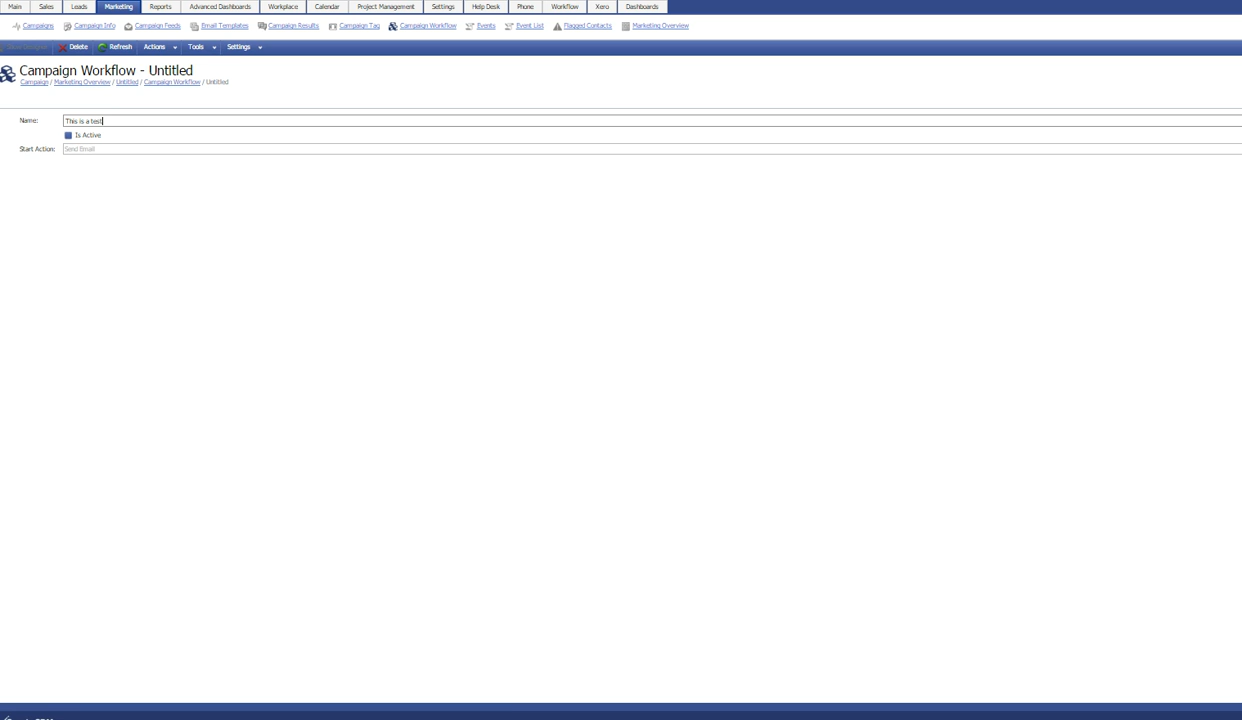 Main Sales Leads Marketing Reports Advanced Dashboards Workplace Calendar Project Management Settings Help Desk Phone Workflow Xero Dashboards
Campaigns Campaign Info Campaign Feeds Email Templates Campaign Results Campaign Tag Campaign Workflow Events Event List Flagged Contacts Marketing Overview
Delete Refresh Actions Tools Settings
Campaign Workflow - Untitled
Campaign / Marketing Overview / Untitled / Campaign Workflow / Untitled
Name: This is a test
Is Active
Start Action: Send Email